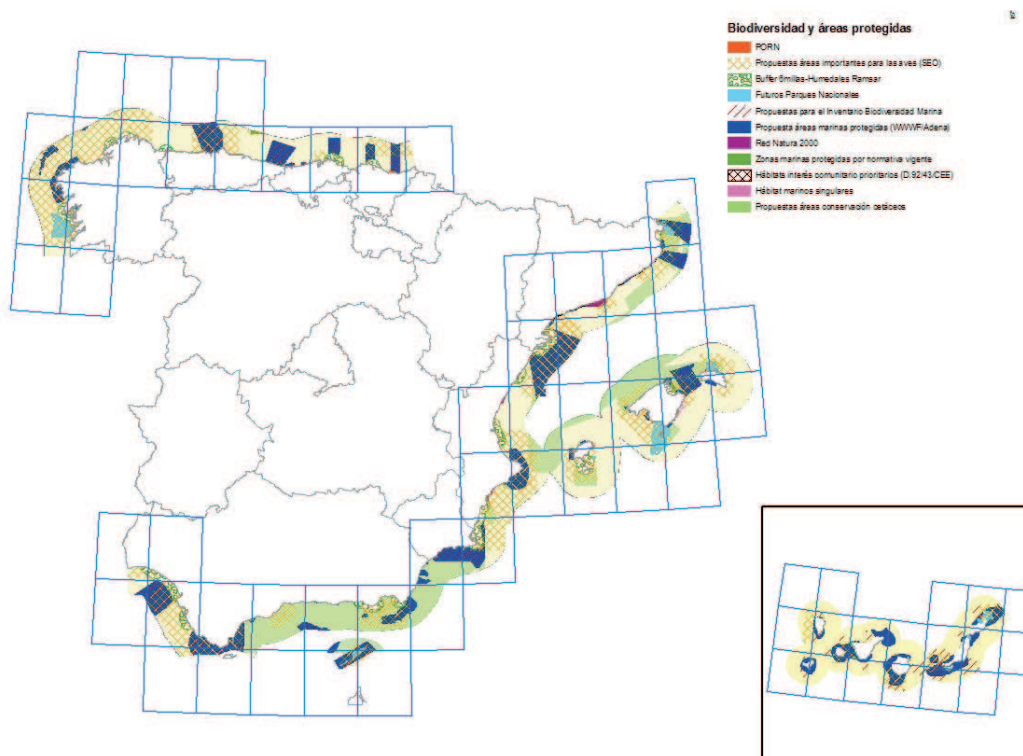 Biodiversidad y áreas protegidas
PORN
Propuestas áreas importantes para las aves (SEO)
Buffer 6millas-Humedales Ramsar
Futuros Parques Nacionales
Propuestas para el Inventario Biodiversidad Marina
Propuesta áreas marinas protegidas (WWWF/Adena)
Red Natura 2000
Zonas marinas protegidas por normativa vigente
Hábitats interés comunitario prioritarios (D.92/43.CEE)
Hábitat marinos singulares
Propuestas áreas conservación cetáceos